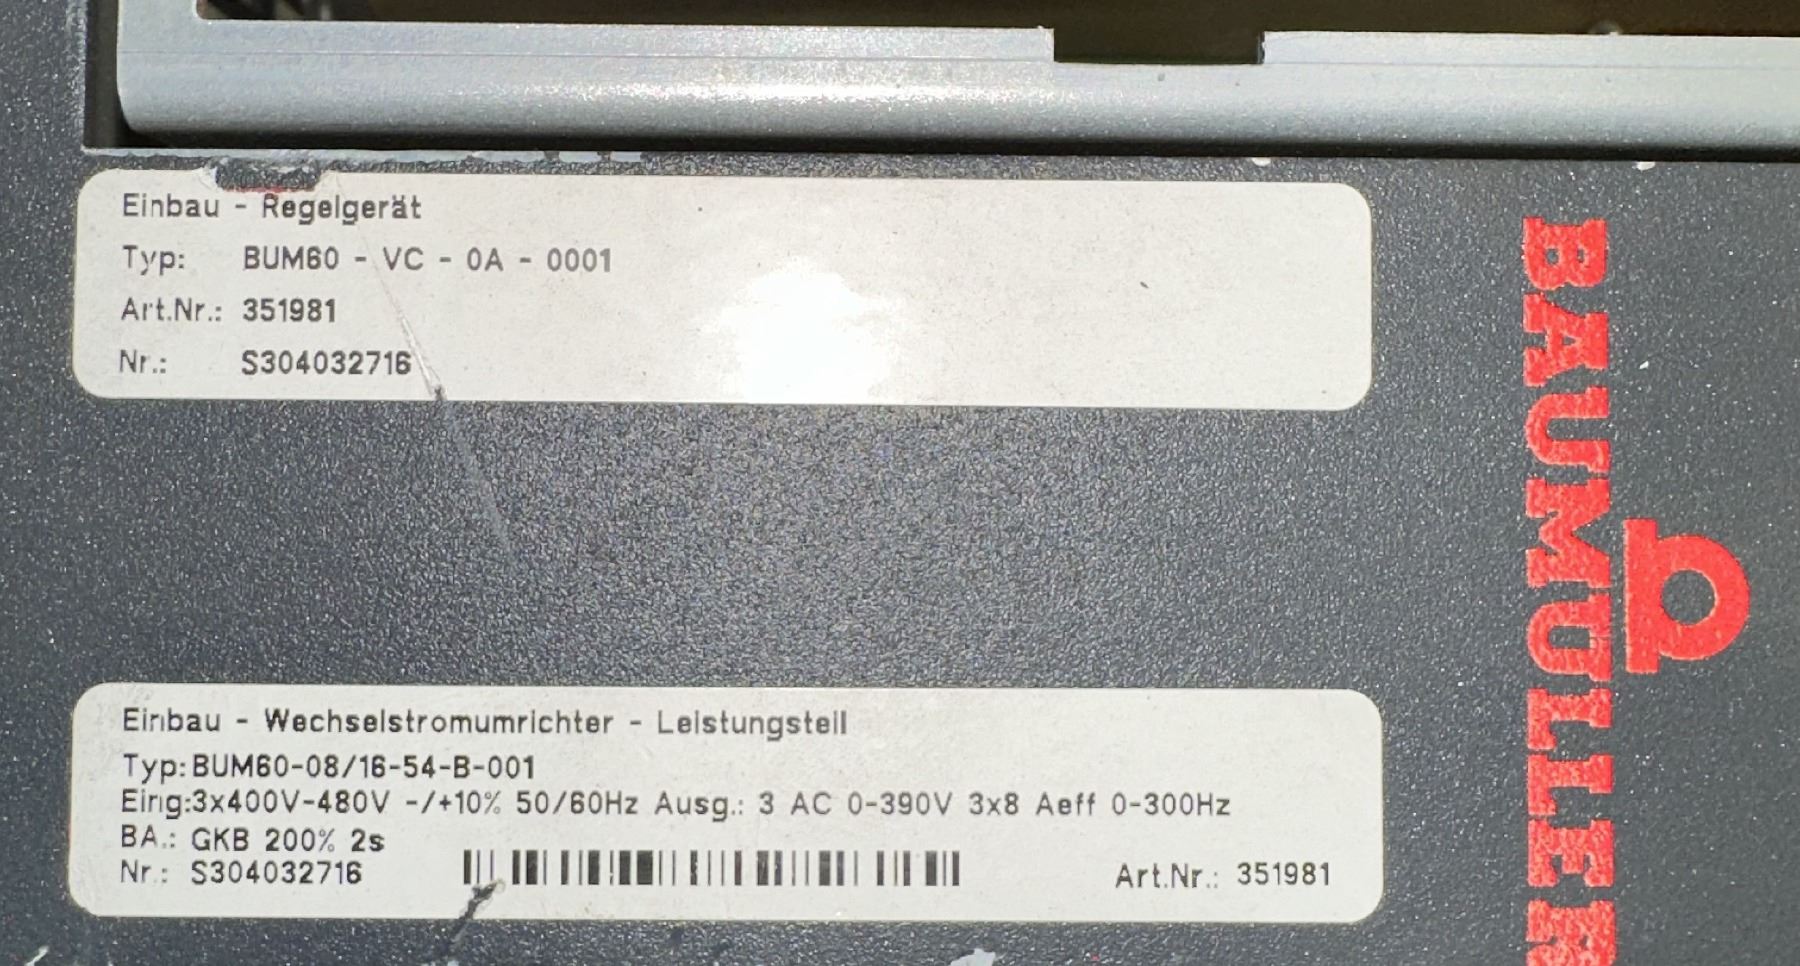 Einbau - Regelgerät
Typ: BUM60 - VC - 0A - 0001
Art.Nr.: 351981
Nr.: S304032716
Einbau - Wechselstromumrichter - Leistungsteil
Typ: BUM60-08/16-54-B-001
Eing:3x400V-480V -/+10% 50/60Hz Ausg.: 3 AC 0-390V 3x8 Aeff 0-300Hz
BA.: GKB 200% 2s
Nr.: S304032716 Art.Nr.: 351981
BAUMÜLLER